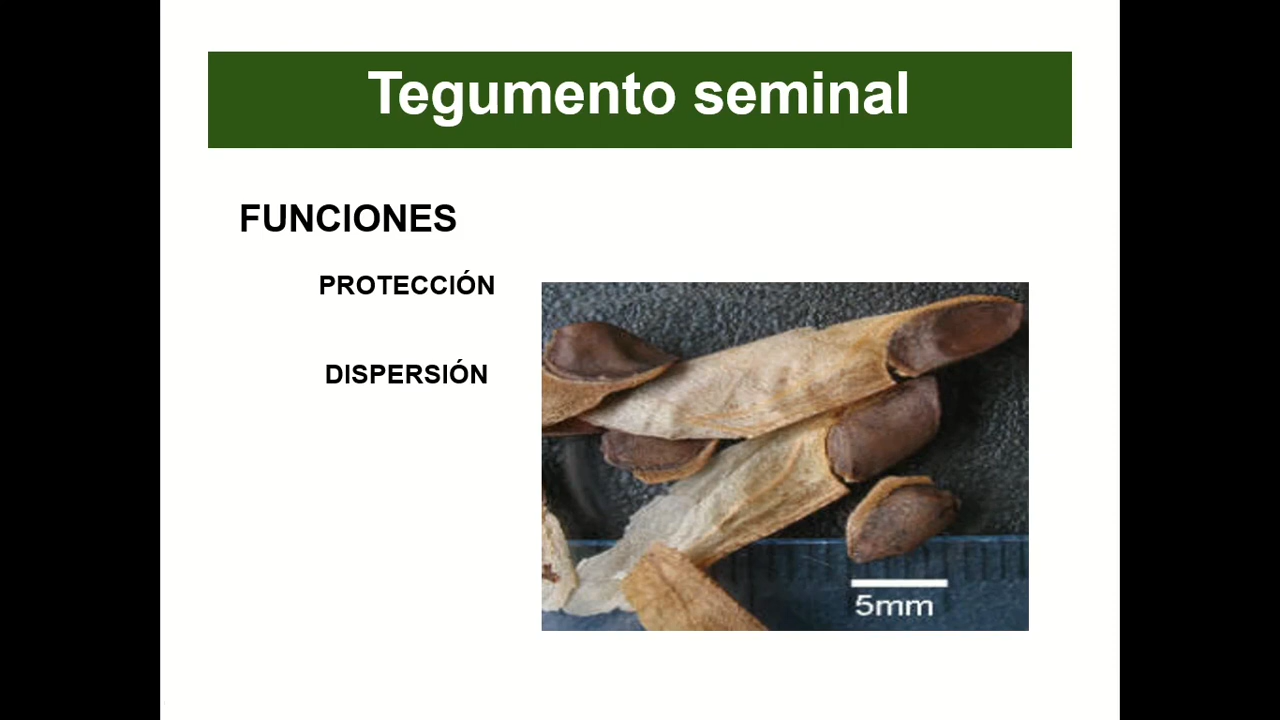 Tegumento seminal
FUNCIONES
PROTECCIÓN
DISPERSIÓN
5mm